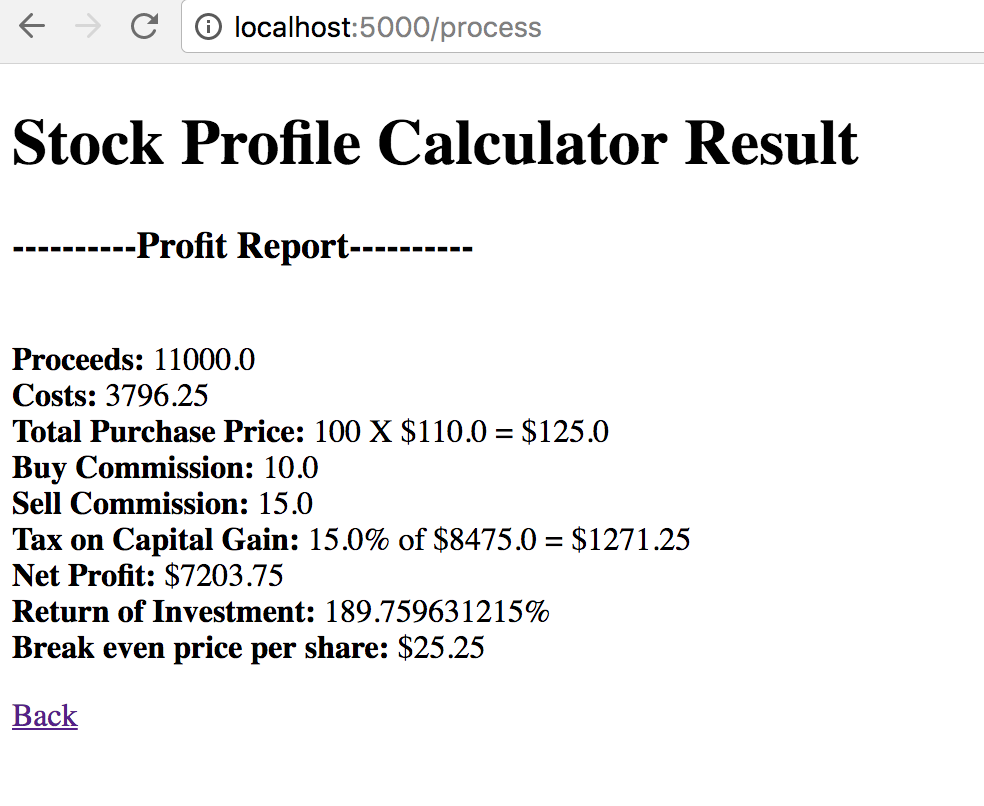 localhost:5000/process
Stock Profile Calculator Result
----------Profit Report----------
Proceeds: 11000.0
Costs: 3796.25
Total Purchase Price: 100 X $110.0 = $125.0
Buy Commission: 10.0
Sell Commission: 15.0
Tax on Capital Gain: 15.0% of $8475.0 = $1271.25
Net Profit: $7203.75
Return of Investment: 189.759631215%
Break even price per share: $25.25
Back